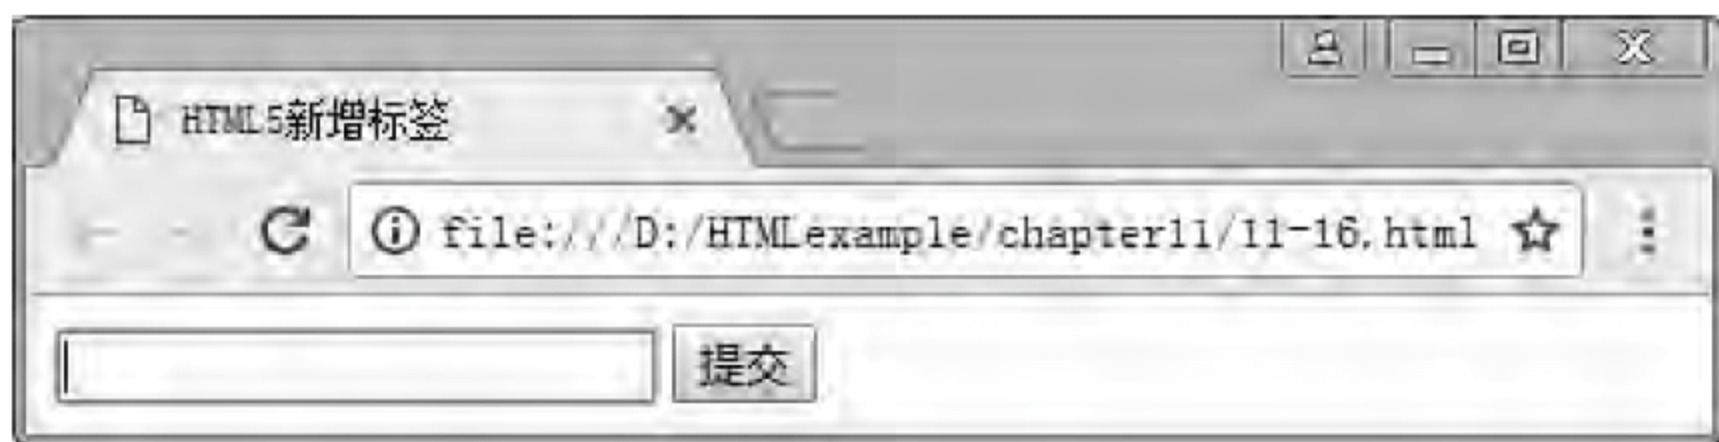 HTML5新增标签
file:///D:/HTMLexample/chapter11/11-16.html
提交